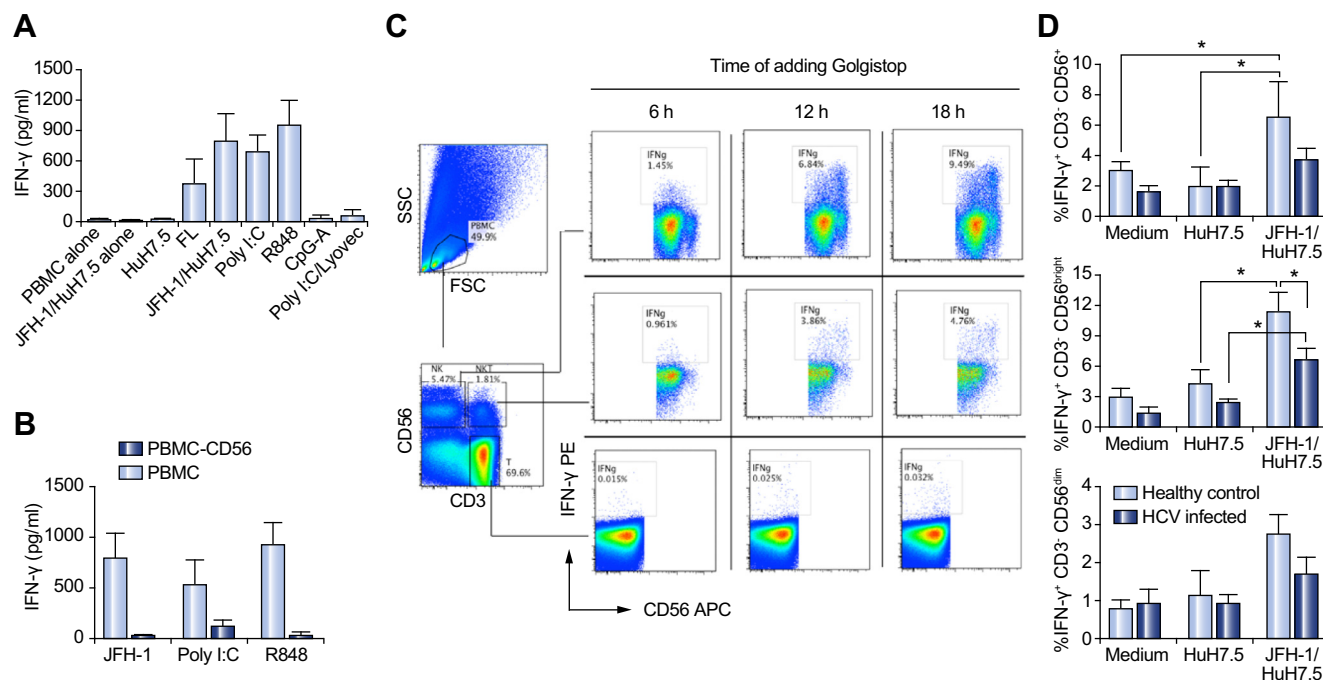 A
IFN-γ (pg/ml)
1500
1200
900
600
300
0
PBMC alone
JFH-1/HuH7.5 alone
HuH7.5
FL
JFH-1/HuH7.5
Poly I:C
R848
CpG-A
Poly I:C/Lyovec
B
PBMC-CD56
PBMC
IFN-γ (pg/ml)
1500
1000
500
0
JFH-1
Poly I:C
R848
C
Time of adding Golgistop
6 h
12 h
18 h
SSC
PBMC
49.9%
FSC
NK
5.47%
NKT
1.81%
T
69.6%
CD56
CD3
IFNg
1.45%
IFNg
6.84%
IFNg
9.49%
IFNg
0.961%
IFNg
3.86%
IFNg
4.76%
IFNg
0.015%
IFNg
0.025%
IFNg
0.032%
IFN-γ PE
CD56 APC
D
%IFN-γ+ CD3- CD56+
10
8
6
4
2
0
*
*
Medium
HuH7.5
JFH-1/
HuH7.5
%IFN-γ+ CD3- CD56bright
15
12
9
6
3
0
*
*
*
Medium
HuH7.5
JFH-1/
HuH7.5
%IFN-γ+ CD3- CD56dim
4
3
2
1
0
Healthy control
HCV infected
Medium
HuH7.5
JFH-1/
HuH7.5